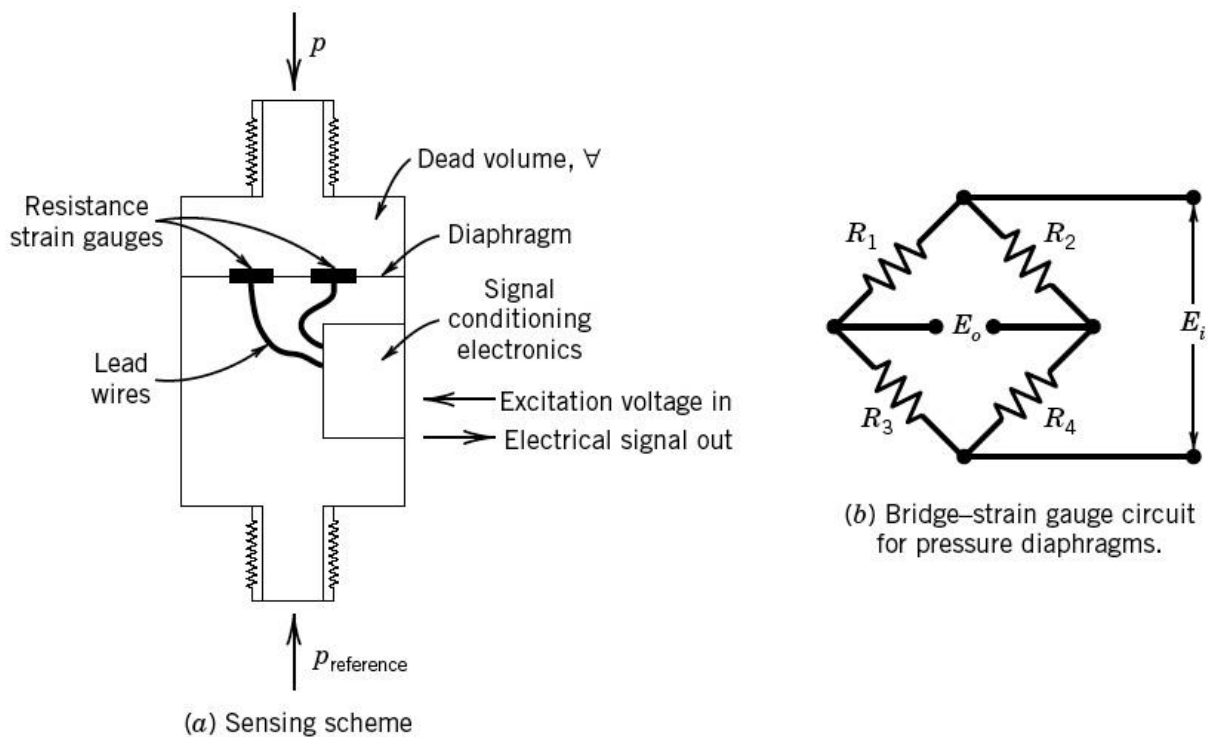 p
Dead volume, ∀
Resistance
strain gauges
Diaphragm
Signal
conditioning
electronics
Lead
wires
Excitation voltage in
Electrical signal out
p_reference
(a) Sensing scheme
R₁
R₂
E_o
E_i
R₃
R₄
(b) Bridge–strain gauge circuit
for pressure diaphragms.